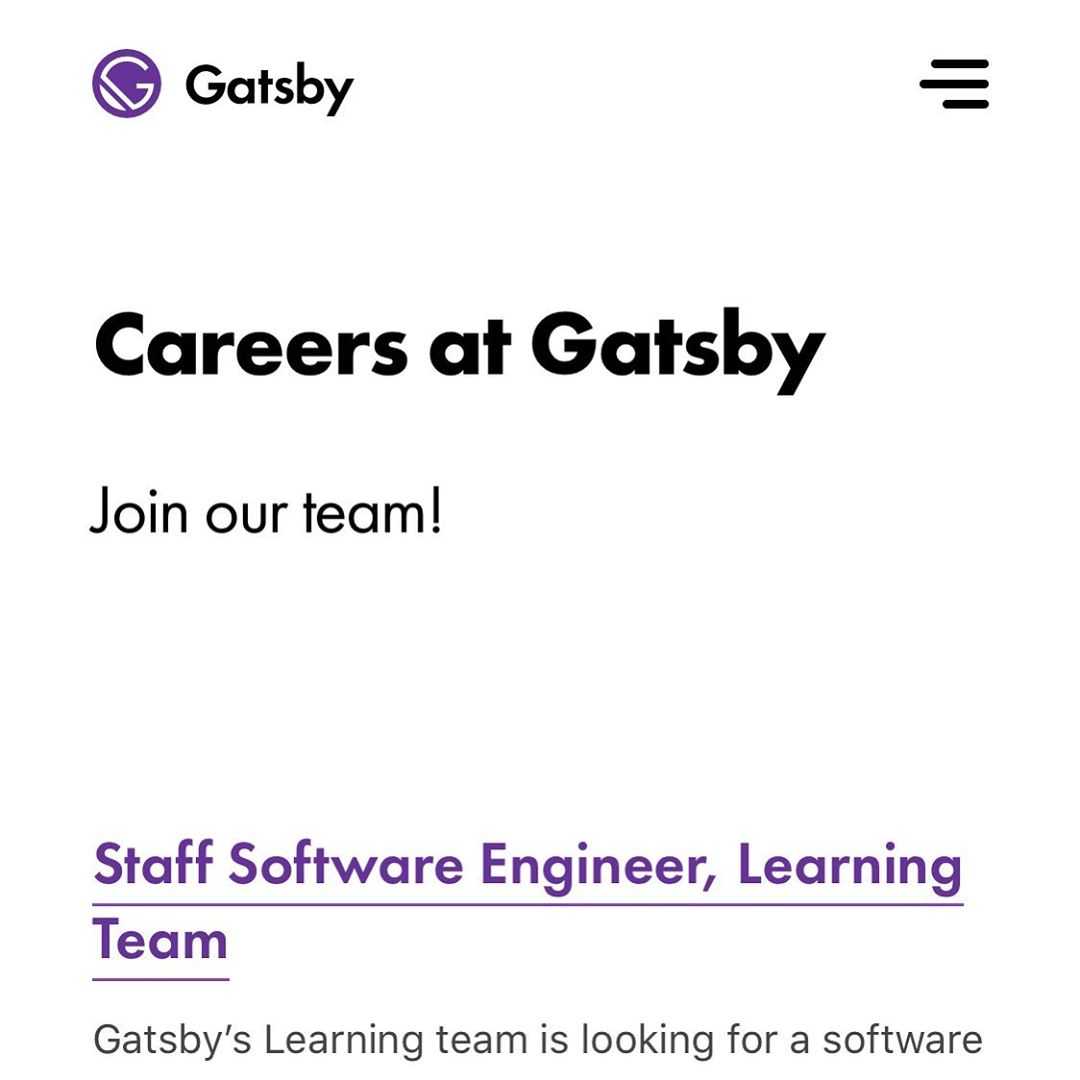 Gatsby
Careers at Gatsby
Join our team!
Staff Software Engineer, Learning
Team
Gatsby’s Learning team is looking for a software